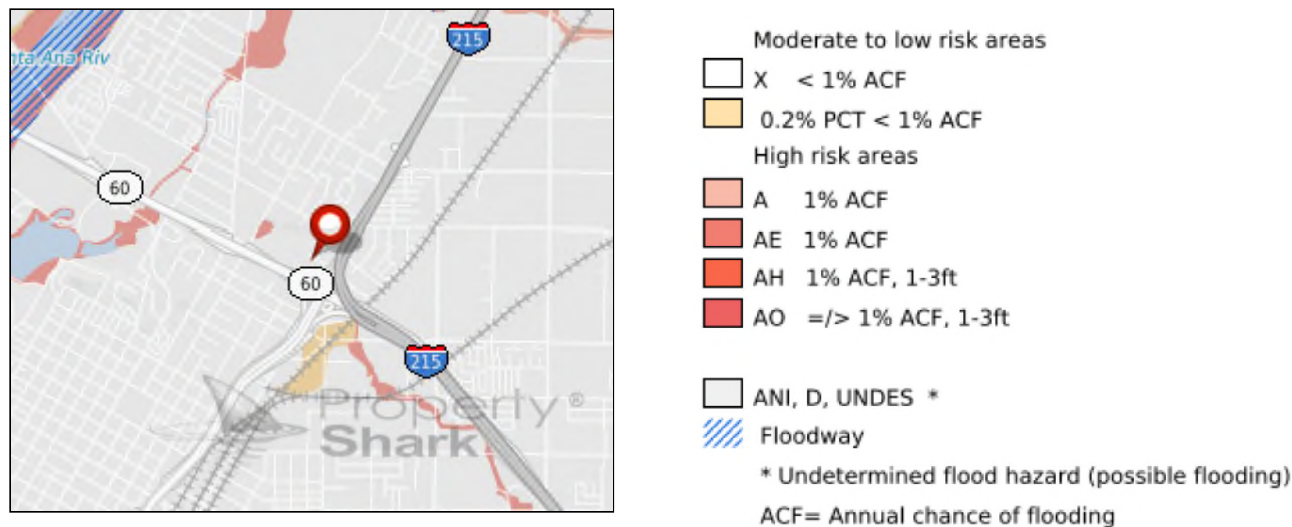 215
nta Ana Riv
60
60
215
Property ®
Shark
Moderate to low risk areas
X < 1% ACF
0.2% PCT < 1% ACF
High risk areas
A 1% ACF
AE 1% ACF
AH 1% ACF, 1-3ft
AO =/> 1% ACF, 1-3ft
ANI, D, UNDES *
Floodway
* Undetermined flood hazard (possible flooding)
ACF= Annual chance of flooding